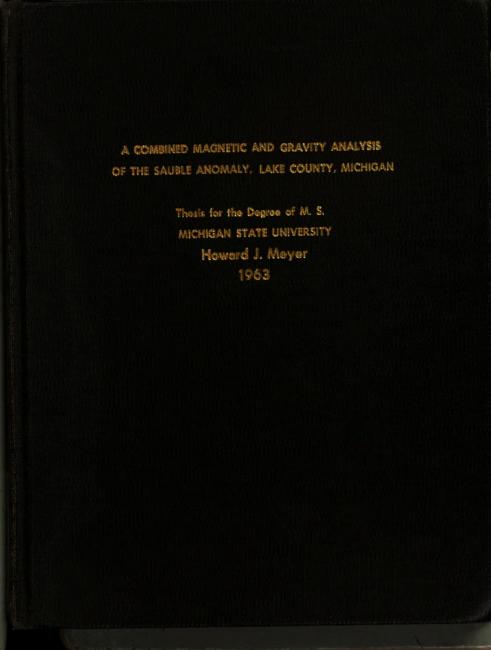 A COMBINED MAGNETIC AND GRAVITY ANALYSIS
OF THE SAUBLE ANOMALY, LAKE COUNTY, MICHIGAN
Thesis for the Degree of M. S.
MICHIGAN STATE UNIVERSITY
Howard J. Meyer
1963